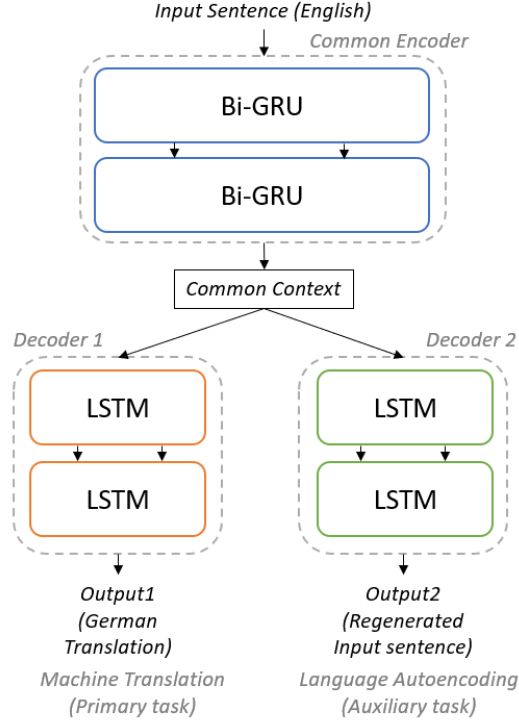 Input Sentence (English)
Common Encoder
Bi-GRU
Bi-GRU
Common Context
Decoder 1
Decoder 2
LSTM
LSTM
LSTM
LSTM
Output1
(German
Translation)
Output2
(Regenerated
Input sentence)
Machine Translation
(Primary task)
Language Autoencoding
(Auxiliary task)